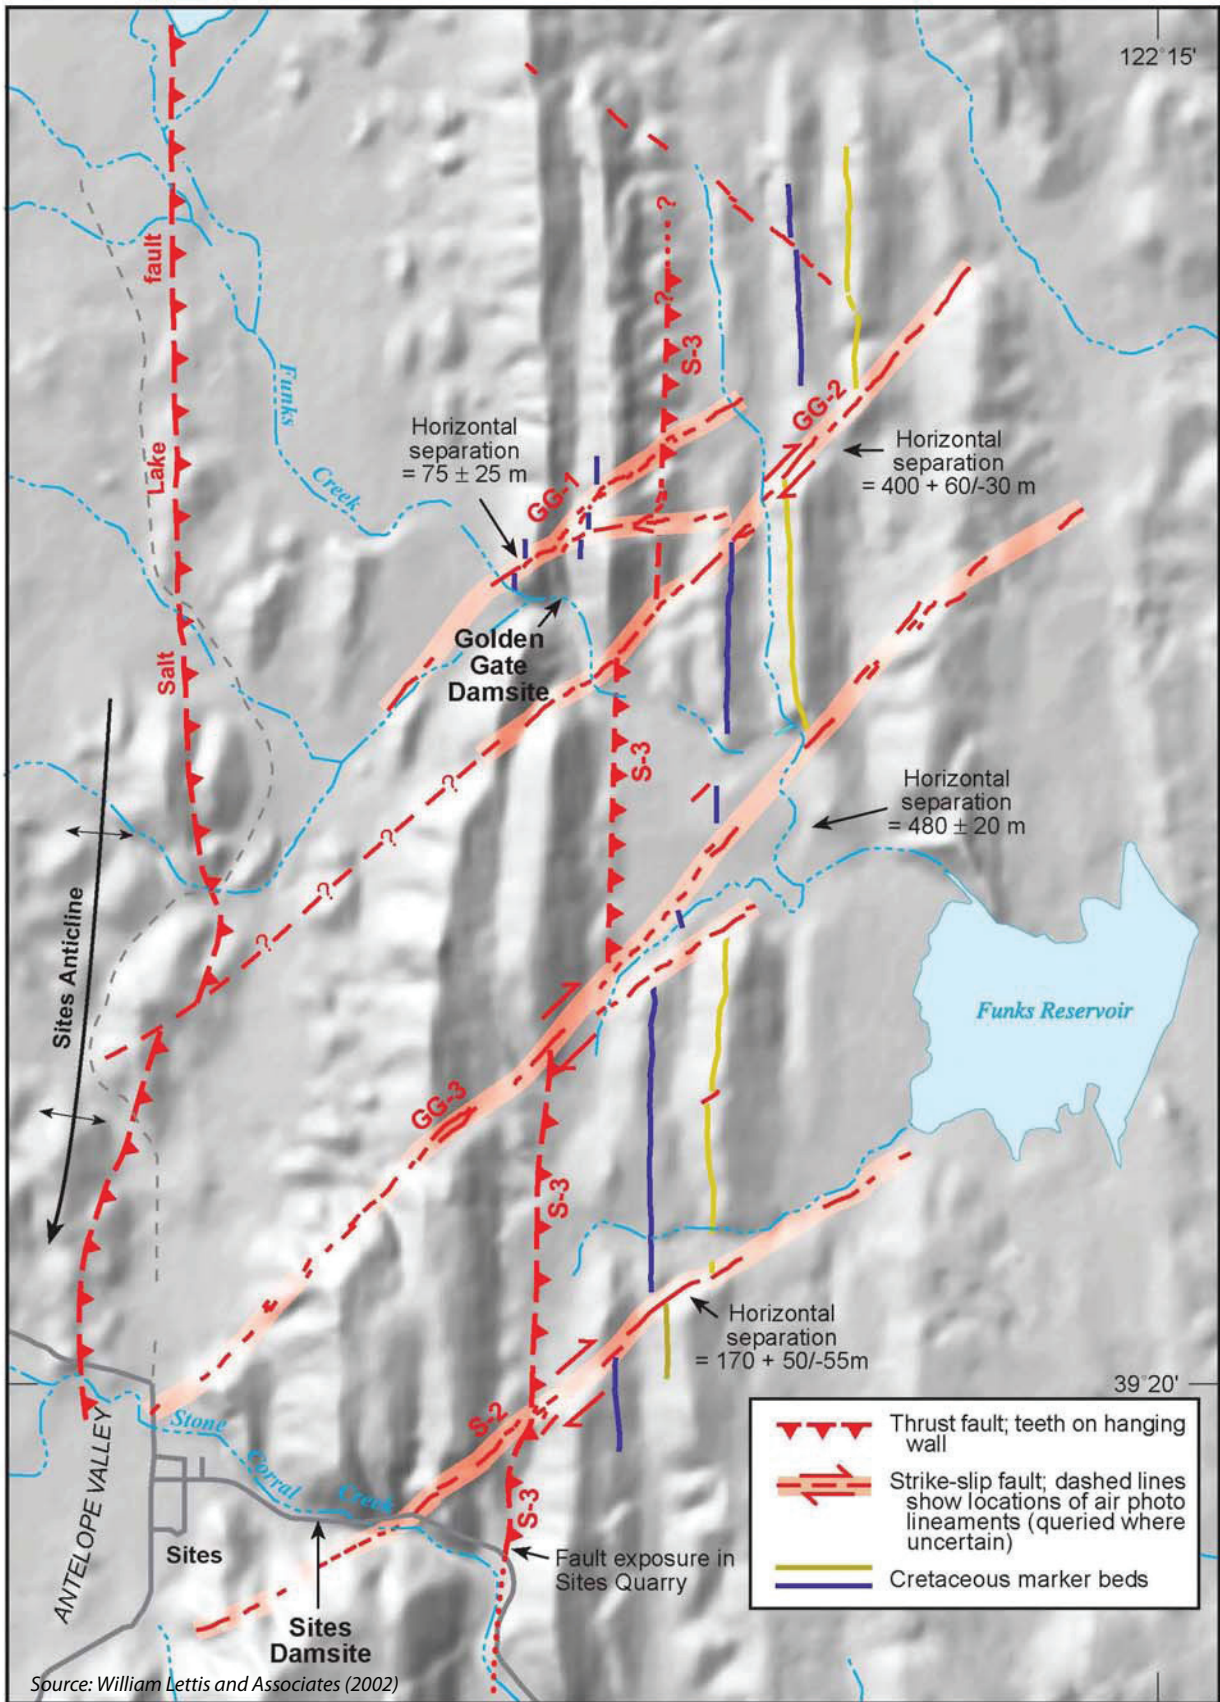 122°15'
fault
?
?
S-3
Funks
GG-2
Horizontal
separation
= 75 ± 25 m
Horizontal
separation
= 400 + 60/-30 m
Lake
Creek
GG-1
Golden
Gate
Damsite
Salt
S-3
?
Horizontal
separation
= 480 ± 20 m
?
?
?
Sites Anticline
Funks Reservoir
GG-3
S-3
Horizontal
separation
= 170 + 50/-55m
39°20'
ANTELOPE VALLEY
Stone
Corral
Creek
S-2
S-3
Sites
Fault exposure in
Sites Quarry
Sites
Damsite
Thrust fault; teeth on hanging
wall
Strike-slip fault; dashed lines
show locations of air photo
lineaments (queried where
uncertain)
Cretaceous marker beds
Source: William Lettis and Associates (2002)